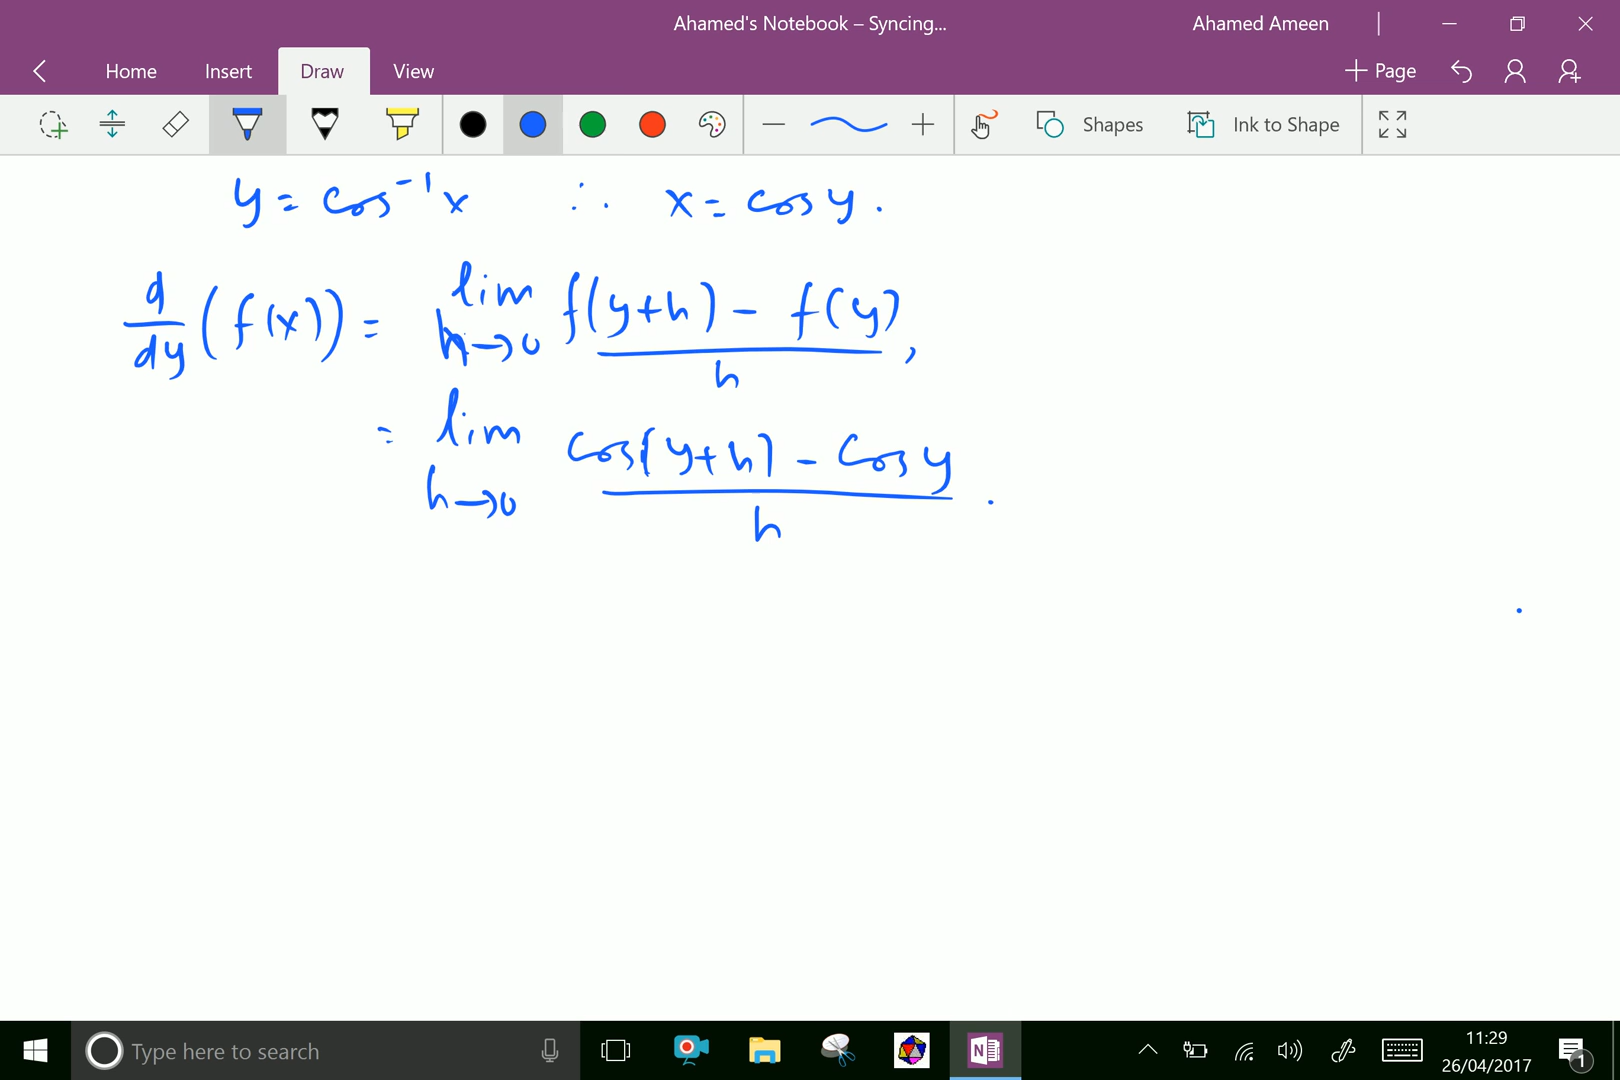 Ahamed's Notebook – Syncing... Ahamed Ameen
Home Insert Draw View + Page
Shapes Ink to Shape
y = cos⁻¹x ∴ x = cos y.
d/dy (f(x)) = lim h→0 (f(y+h) − f(y))/h,
= lim h→0 (cos(y+h) − cos y)/h.
Type here to search
N
11:29
26/04/2017
1